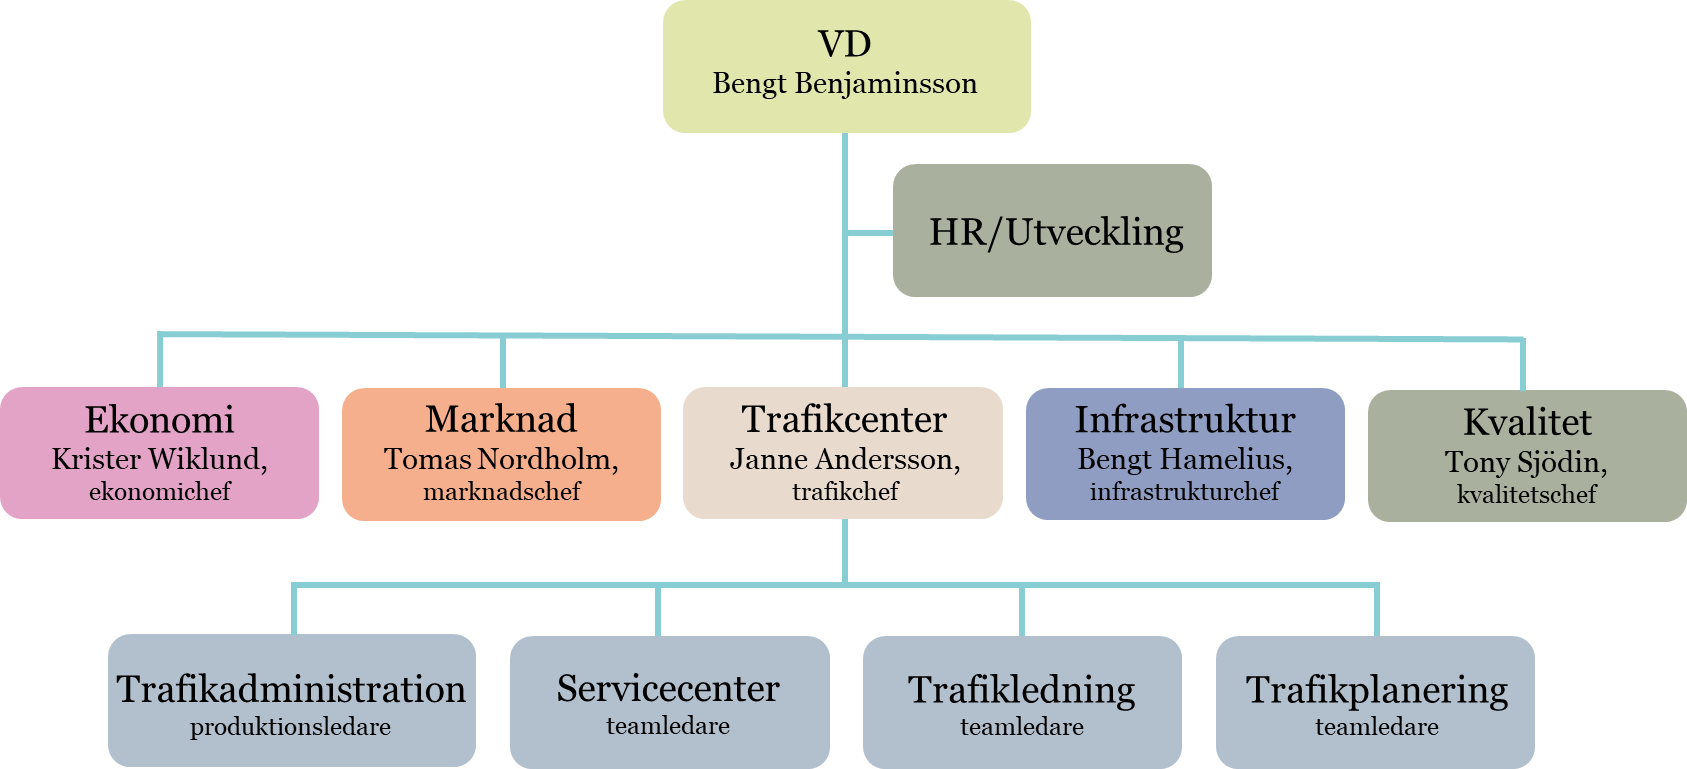 VD
Bengt Benjaminsson
HR/Utveckling
Ekonomi
Krister Wiklund,
ekonomichef
Marknad
Tomas Nordholm,
marknadschef
Trafikcenter
Janne Andersson,
trafikchef
Infrastruktur
Bengt Hamelius,
infrastrukturchef
Kvalitet
Tony Sjödin,
kvalitetschef
Trafikadministration
produktionsledare
Servicecenter
teamledare
Trafikledning
teamledare
Trafikplanering
teamledare